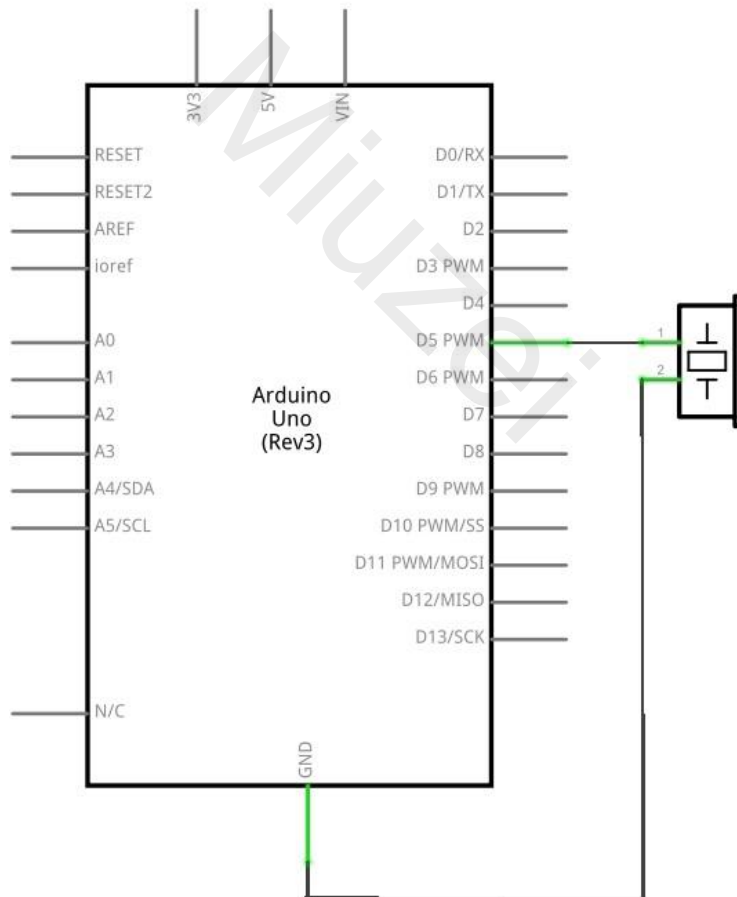 3V3
5V
VIN
RESET
RESET2
AREF
ioref
A0
A1
A2
A3
A4/SDA
A5/SCL
N/C
Arduino
Uno
(Rev3)
D0/RX
D1/TX
D2
D3 PWM
D4
D5 PWM
D6 PWM
D7
D8
D9 PWM
D10 PWM/SS
D11 PWM/MOSI
D12/MISO
D13/SCK
GND
1
2
Miuzei